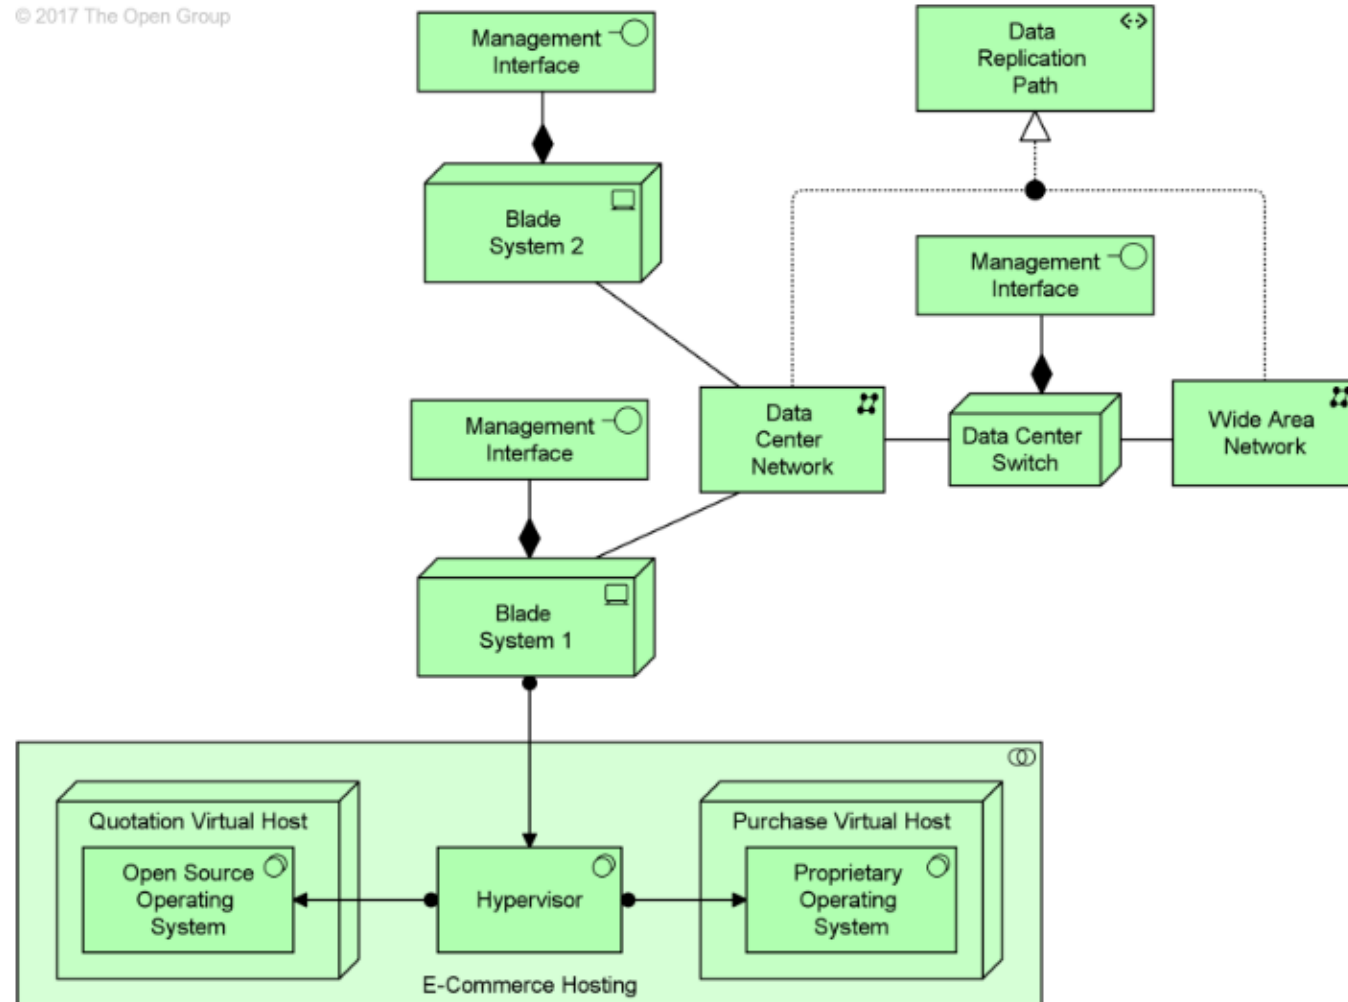 © 2017 The Open Group
Management
Interface
Data
Replication
Path
Blade
System 2
Management
Interface
Management
Interface
Data
Center
Network
Data Center
Switch
Wide Area
Network
Blade
System 1
Quotation Virtual Host
Open Source
Operating
System
Hypervisor
Purchase Virtual Host
Proprietary
Operating
System
E-Commerce Hosting